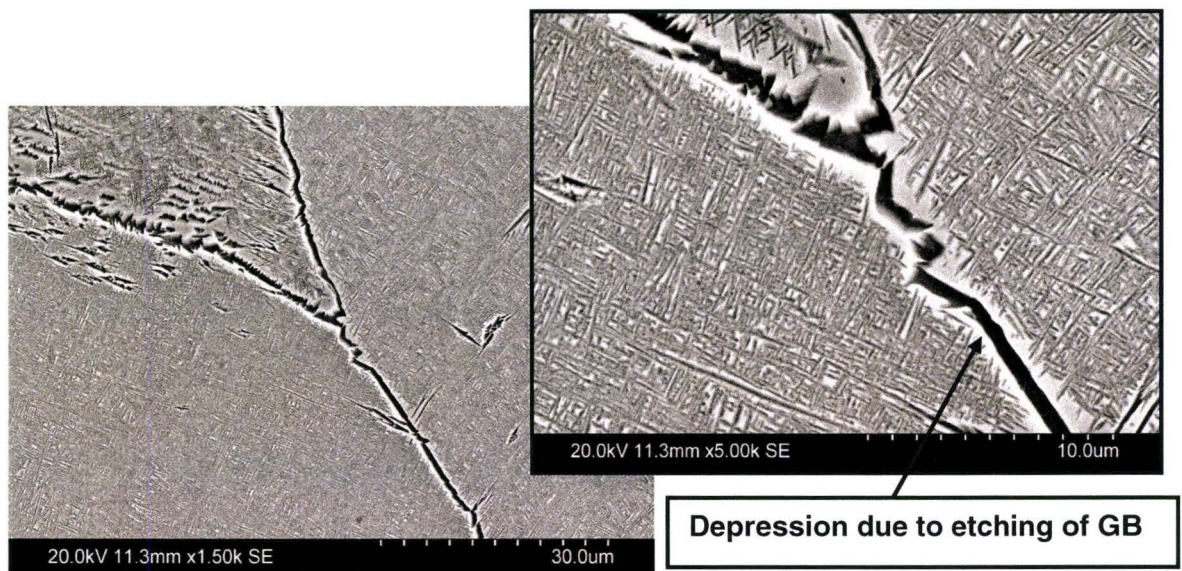 20.0kV 11.3mm x5.00k SE 10.0um
20.0kV 11.3mm x1.50k SE 30.0um
Depression due to etching of GB